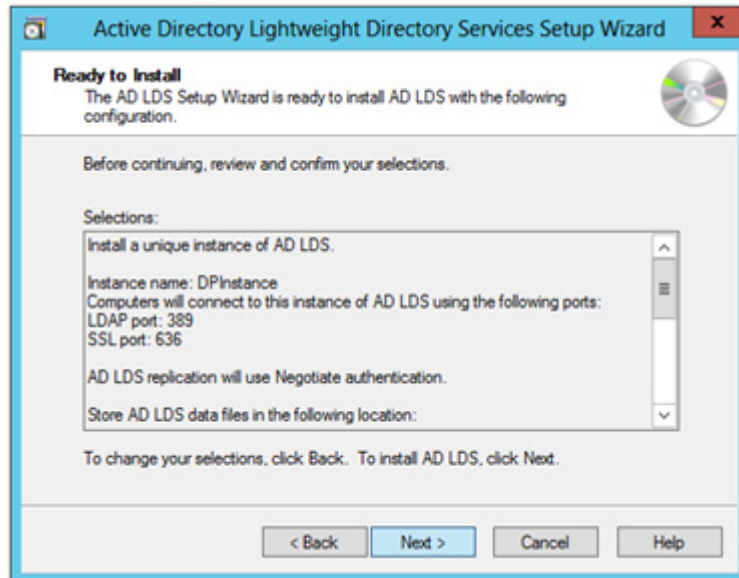 Active Directory Lightweight Directory Services Setup Wizard
x
Ready to Install
The AD LDS Setup Wizard is ready to install AD LDS with the following
configuration.
Before continuing, review and confirm your selections.
Selections:
Install a unique instance of AD LDS.
Instance name: DPInstance
Computers will connect to this instance of AD LDS using the following ports:
LDAP port: 389
SSL port: 636
AD LDS replication will use Negotiate authentication.
Store AD LDS data files in the following location:
To change your selections, click Back. To install AD LDS, click Next.
< Back Next > Cancel Help